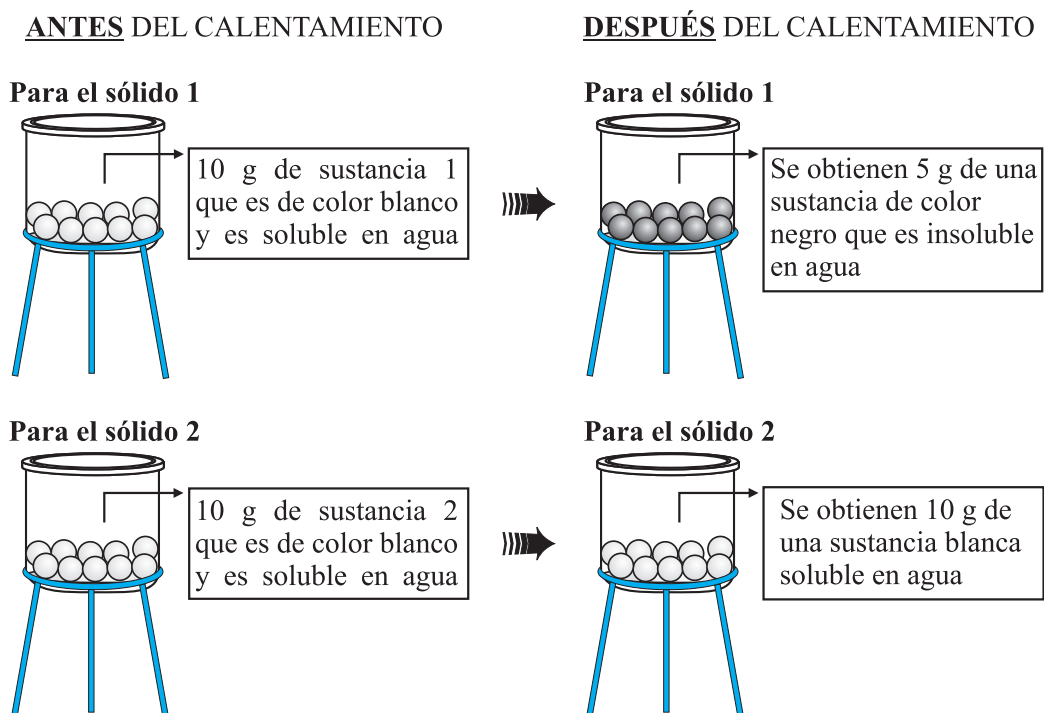 ANTES DEL CALENTAMIENTO
DESPUÉS DEL CALENTAMIENTO
Para el sólido 1
10 g de sustancia 1
que es de color blanco
y es soluble en agua
Para el sólido 1
Se obtienen 5 g de una
sustancia de color
negro que es insoluble
en agua
Para el sólido 2
10 g de sustancia 2
que es de color blanco
y es soluble en agua
Para el sólido 2
Se obtienen 10 g de
una sustancia blanca
soluble en agua